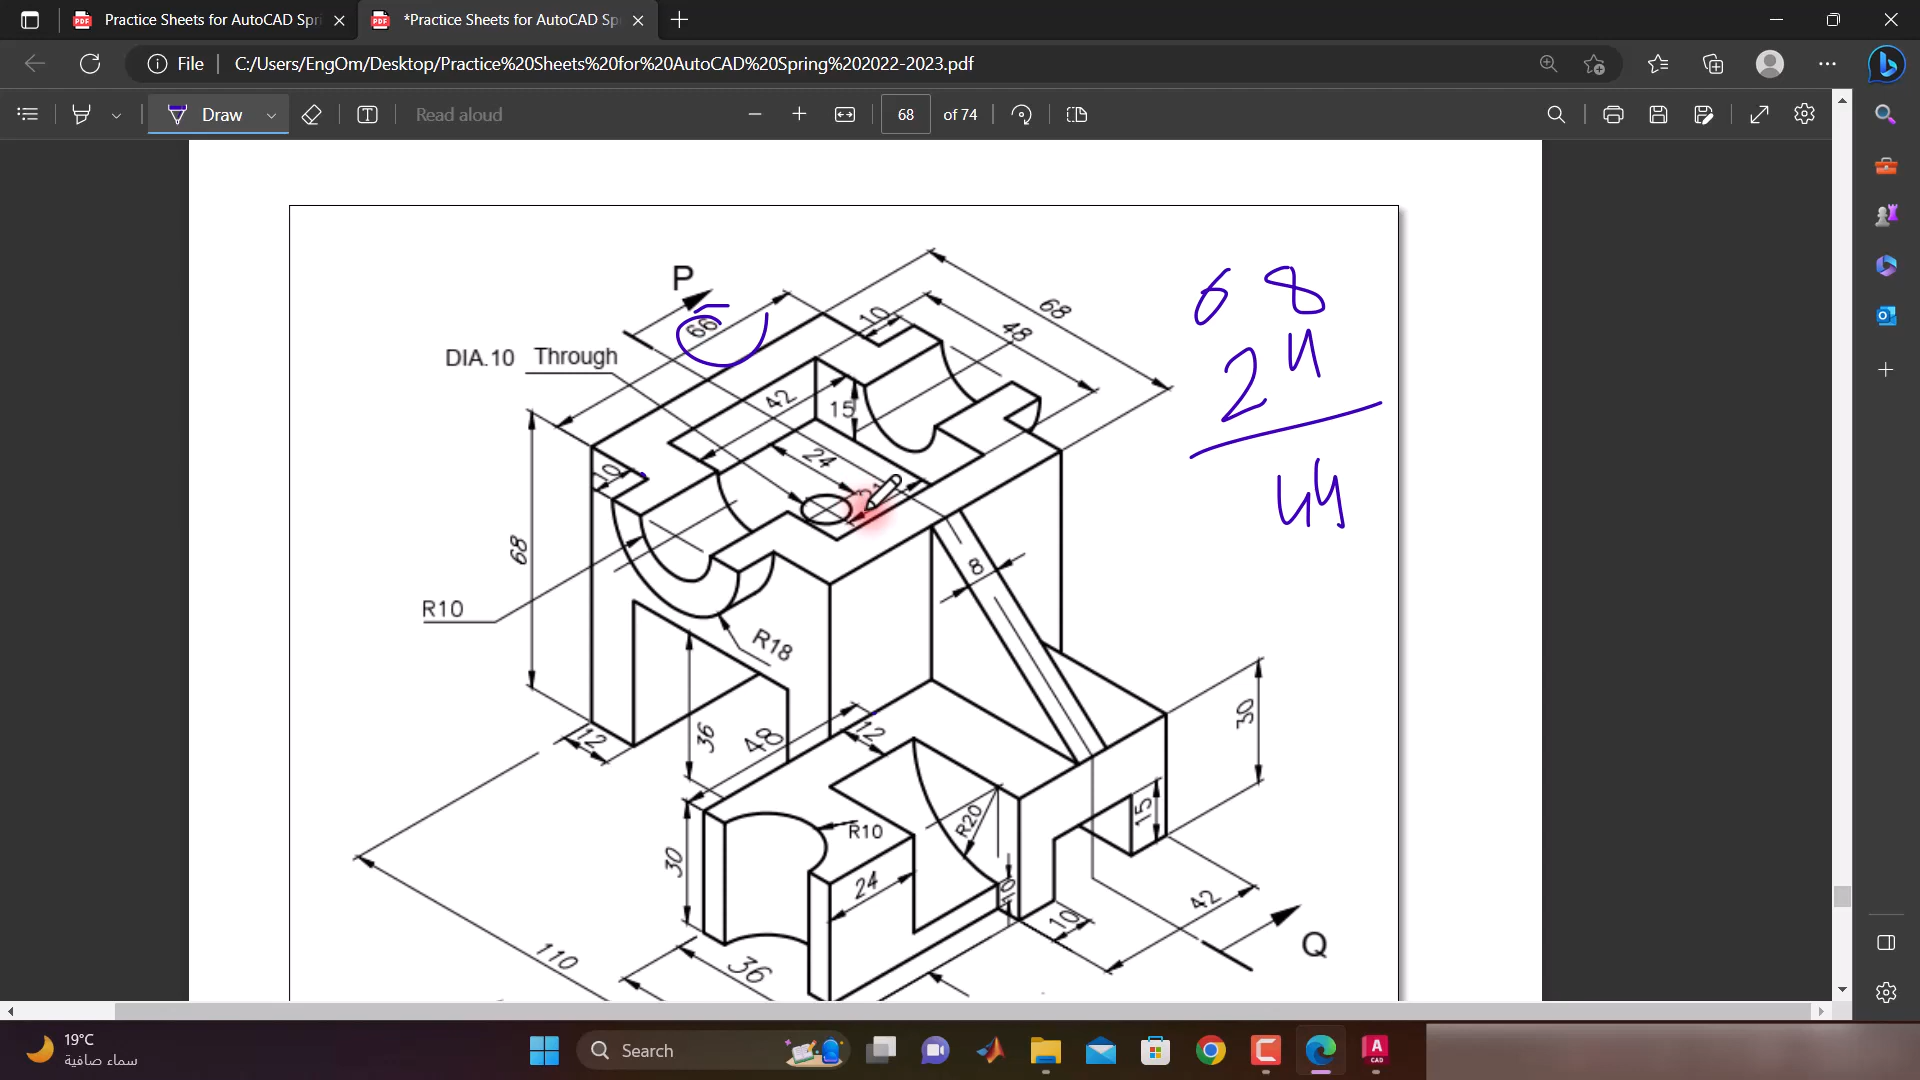 Practice Sheets for AutoCAD Spri
*Practice Sheets for AutoCAD Sp
File
C:/Users/EngOm/Desktop/Practice%20Sheets%20for%20AutoCAD%20Spring%202022-2023.pdf
Draw
Read aloud
68
of 74
P
66
10
68
48
68
24
44
DIA.10 Through
42
15
10
24
68
8
R10
R18
30
12
36
48
12
15
R10
R20
30
24
10
10
42
110
36
Q
19°C
سماء صافية
Search